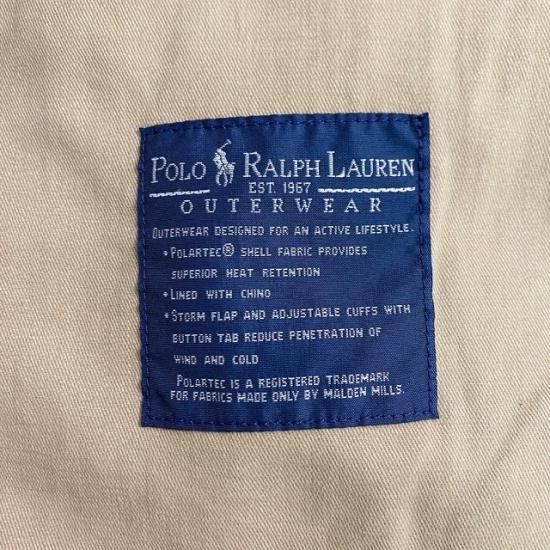 POLO RALPH LAUREN
EST. 1967
OUTERWEAR
OUTERWEAR DESIGNED FOR AN ACTIVE LIFESTYLE.
•POLARTEC® SHELL FABRIC PROVIDES
SUPERIOR HEAT RETENTION
•LINED WITH CHINO
•STORM FLAP AND ADJUSTABLE CUFFS WITH
BUTTON TAB REDUCE PENETRATION OF
WIND AND COLD
POLARTEC IS A REGISTERED TRADEMARK
FOR FABRICS MADE ONLY BY MALDEN MILLS.